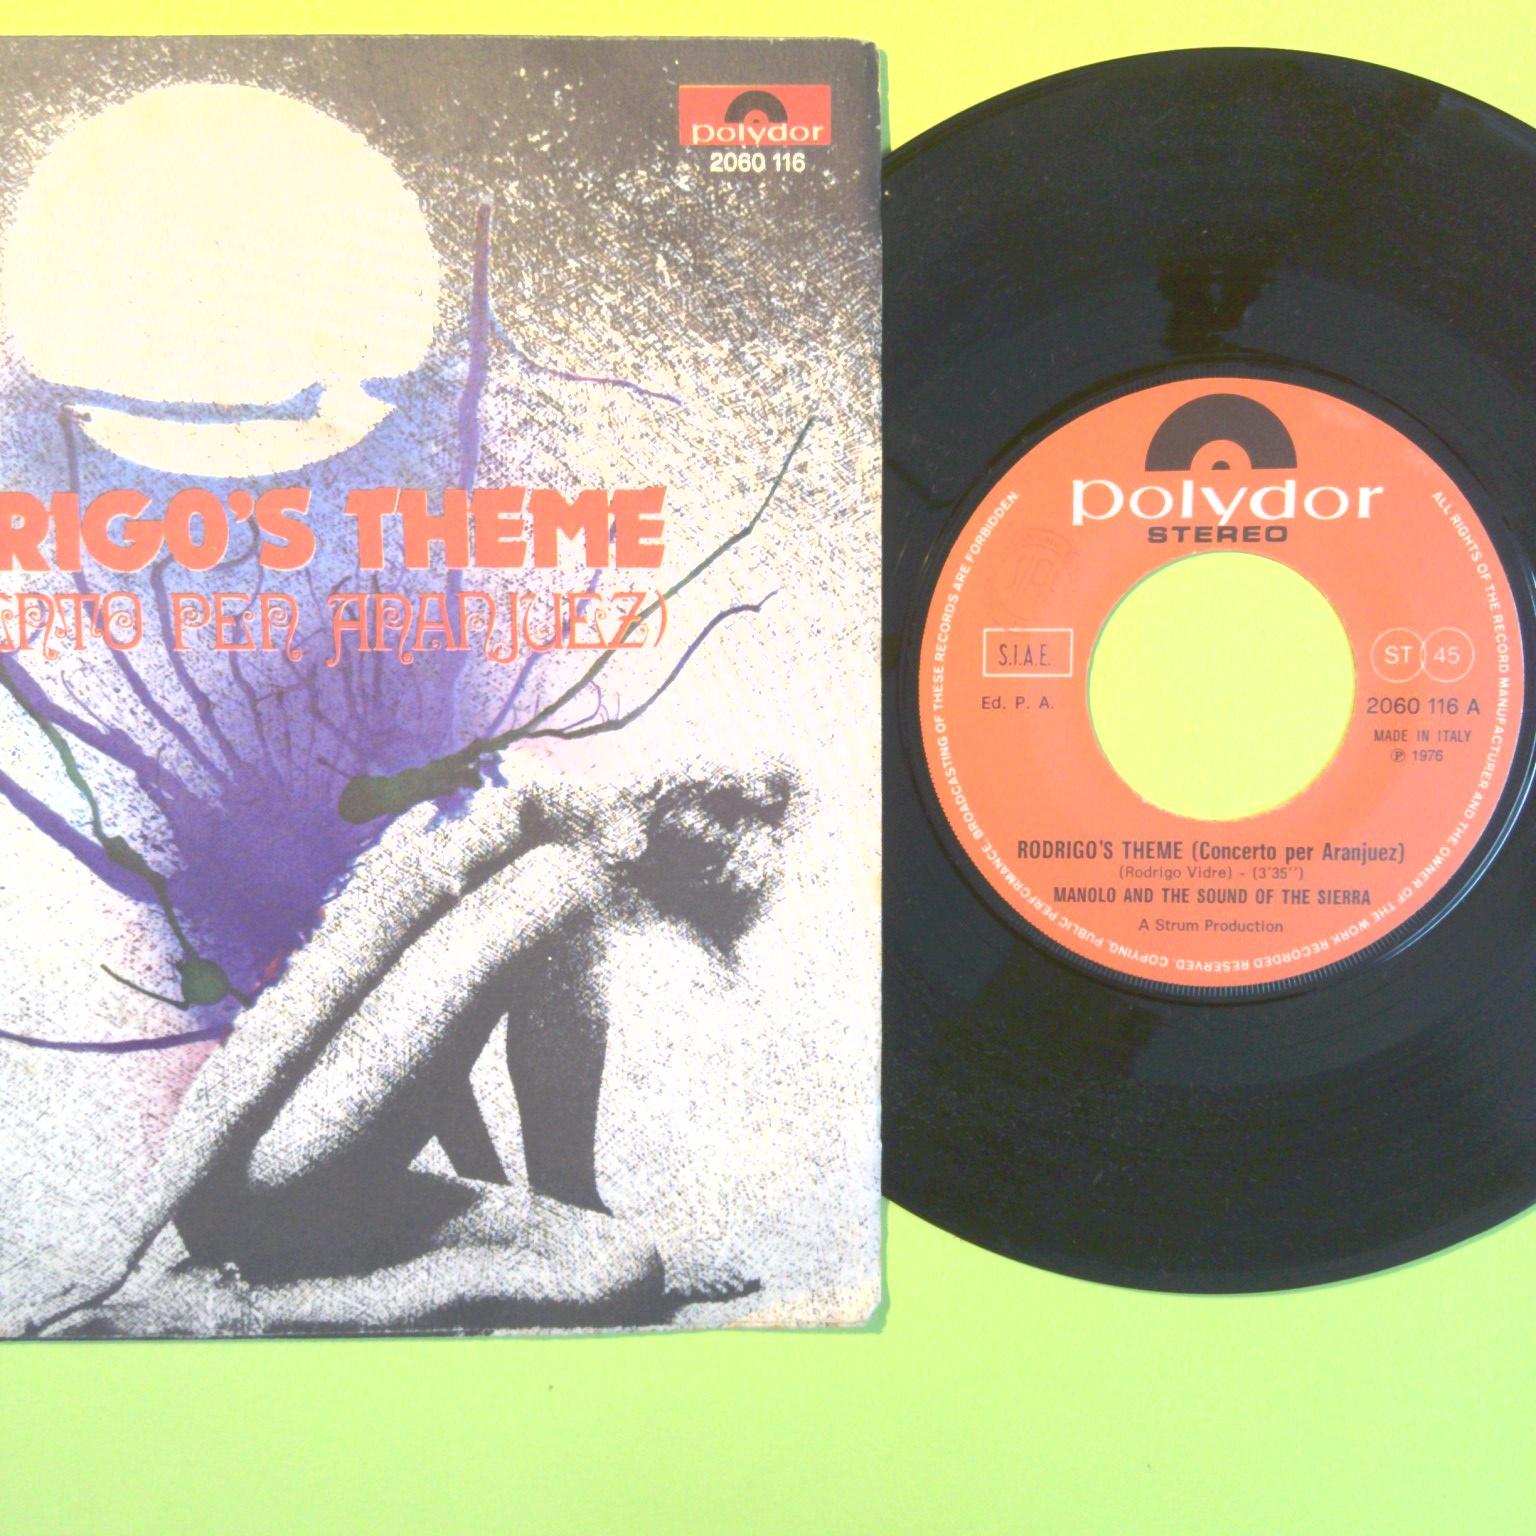 polydor
2060 116
RIGO'S THEME
PER ARANJUEZ)
polydor
STEREO
S.I.A.E.
Ed. P. A.
ST 45
2060 116 A
MADE IN ITALY
℗ 1976
RODRIGO'S THEME (Concerto per Aranjuez)
(Rodrigo Vidre) - (3'35'')
MANOLO AND THE SOUND OF THE SIERRA
A Strum Production
ALL RIGHTS OF THE RECORD MANUFACTURER AND THE OWNER OF THE WORK RECORDED RESERVED. COPYING, PUBLIC PERFORMANCE, BROADCASTING OF THESE RECORDS ARE FORBIDDEN.